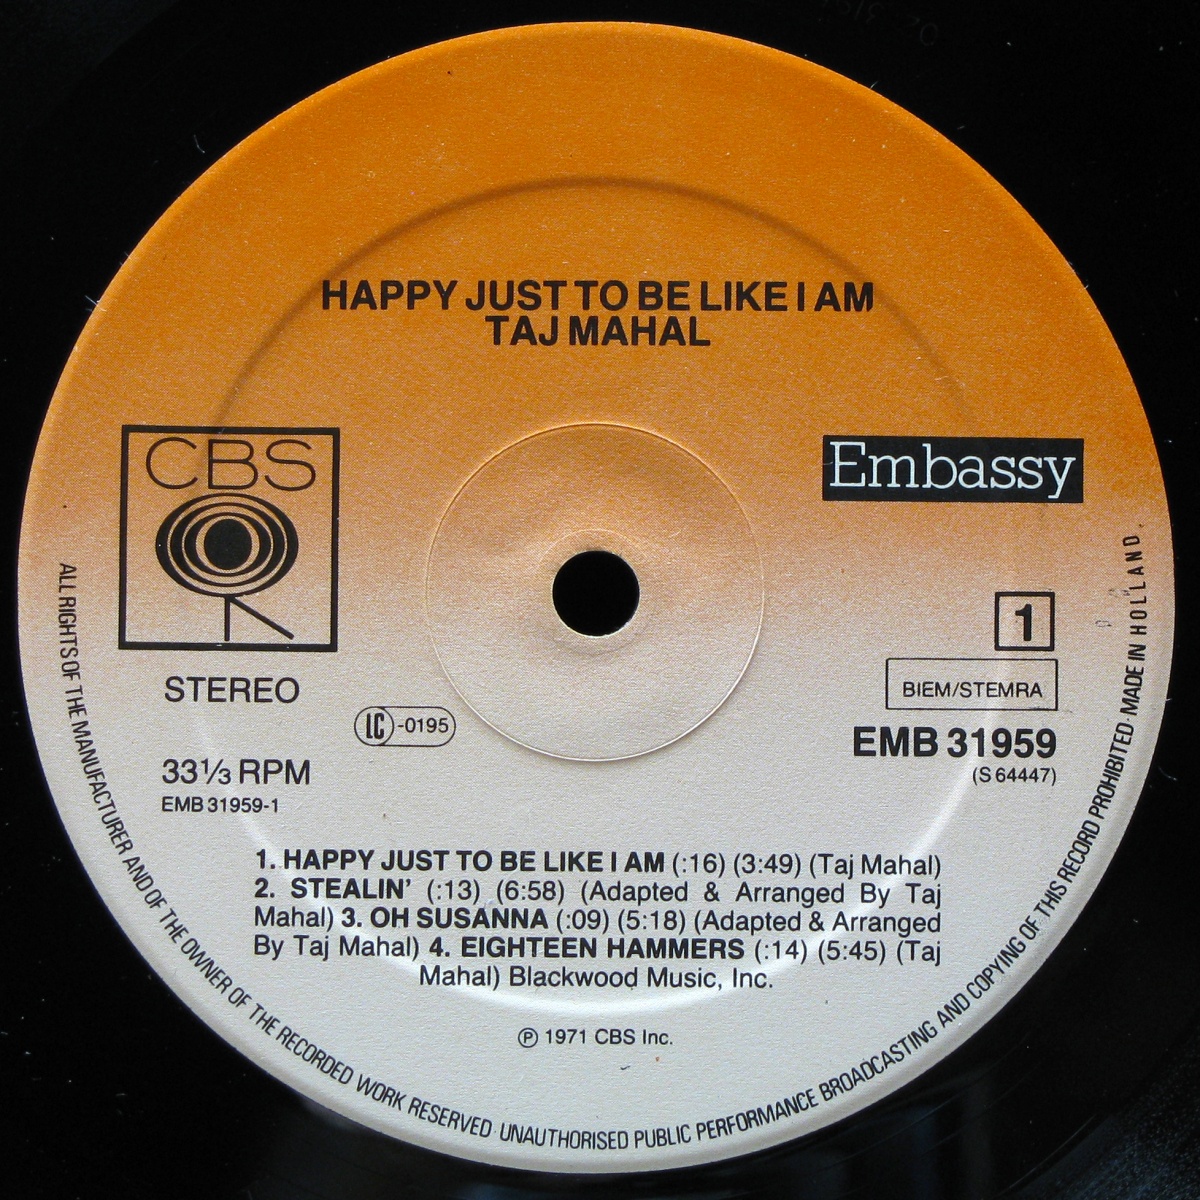 HAPPY JUST TO BE LIKE I AM
TAJ MAHAL
CBS
Embassy
STEREO
LC-0195
33⅓ RPM
EMB 31959-1
1
BIEM/STEMRA
EMB 31959
(S 64447)
1. HAPPY JUST TO BE LIKE I AM (:16) (3:49) (Taj Mahal)
2. STEALIN' (:13) (6:58) (Adapted & Arranged By Taj
Mahal) 3. OH SUSANNA (:09) (5:18) (Adapted & Arranged
By Taj Mahal) 4. EIGHTEEN HAMMERS (:14) (5:45) (Taj
Mahal) Blackwood Music, Inc.
℗ 1971 CBS Inc.
ALL RIGHTS OF THE MANUFACTURER AND OF THE OWNER OF THE RECORDED WORK RESERVED · UNAUTHORISED PUBLIC PERFORMANCE BROADCASTING AND COPYING OF THIS RECORD PROHIBITED · MADE IN HOLLAND.